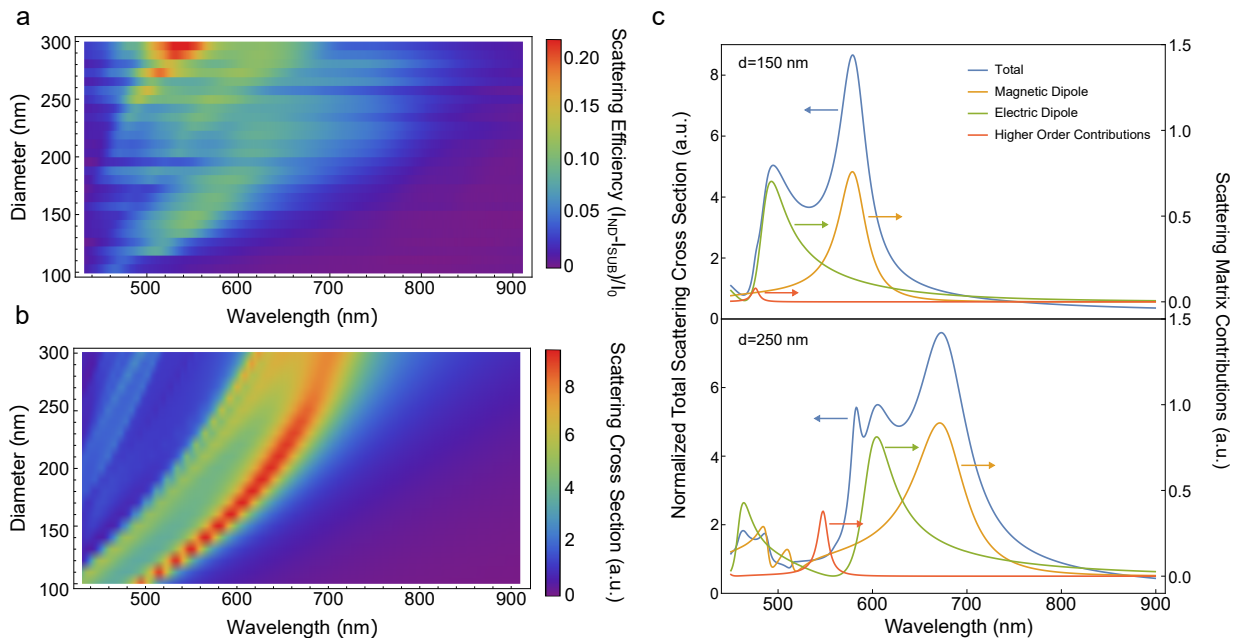 a
300
250
200
150
100
Diameter (nm)
500 600 700 800 900
Wavelength (nm)
0.20
0.15
0.10
0.05
0
Scattering Efficiency (I_ND-I_SUB)/I_0
b
300
250
200
150
100
Diameter (nm)
500 600 700 800 900
Wavelength (nm)
8
6
4
2
0
Scattering Cross Section (a.u.)
c
d=150 nm
Total
Magnetic Dipole
Electric Dipole
Higher Order Contributions
8
6
4
2
0
1.5
1.0
0.5
0.0
d=250 nm
6
4
2
0
1.5
1.0
0.5
0.0
500 600 700 800 900
Wavelength (nm)
Normalized Total Scattering Cross Section (a.u.)
Scattering Matrix Contributions (a.u.)